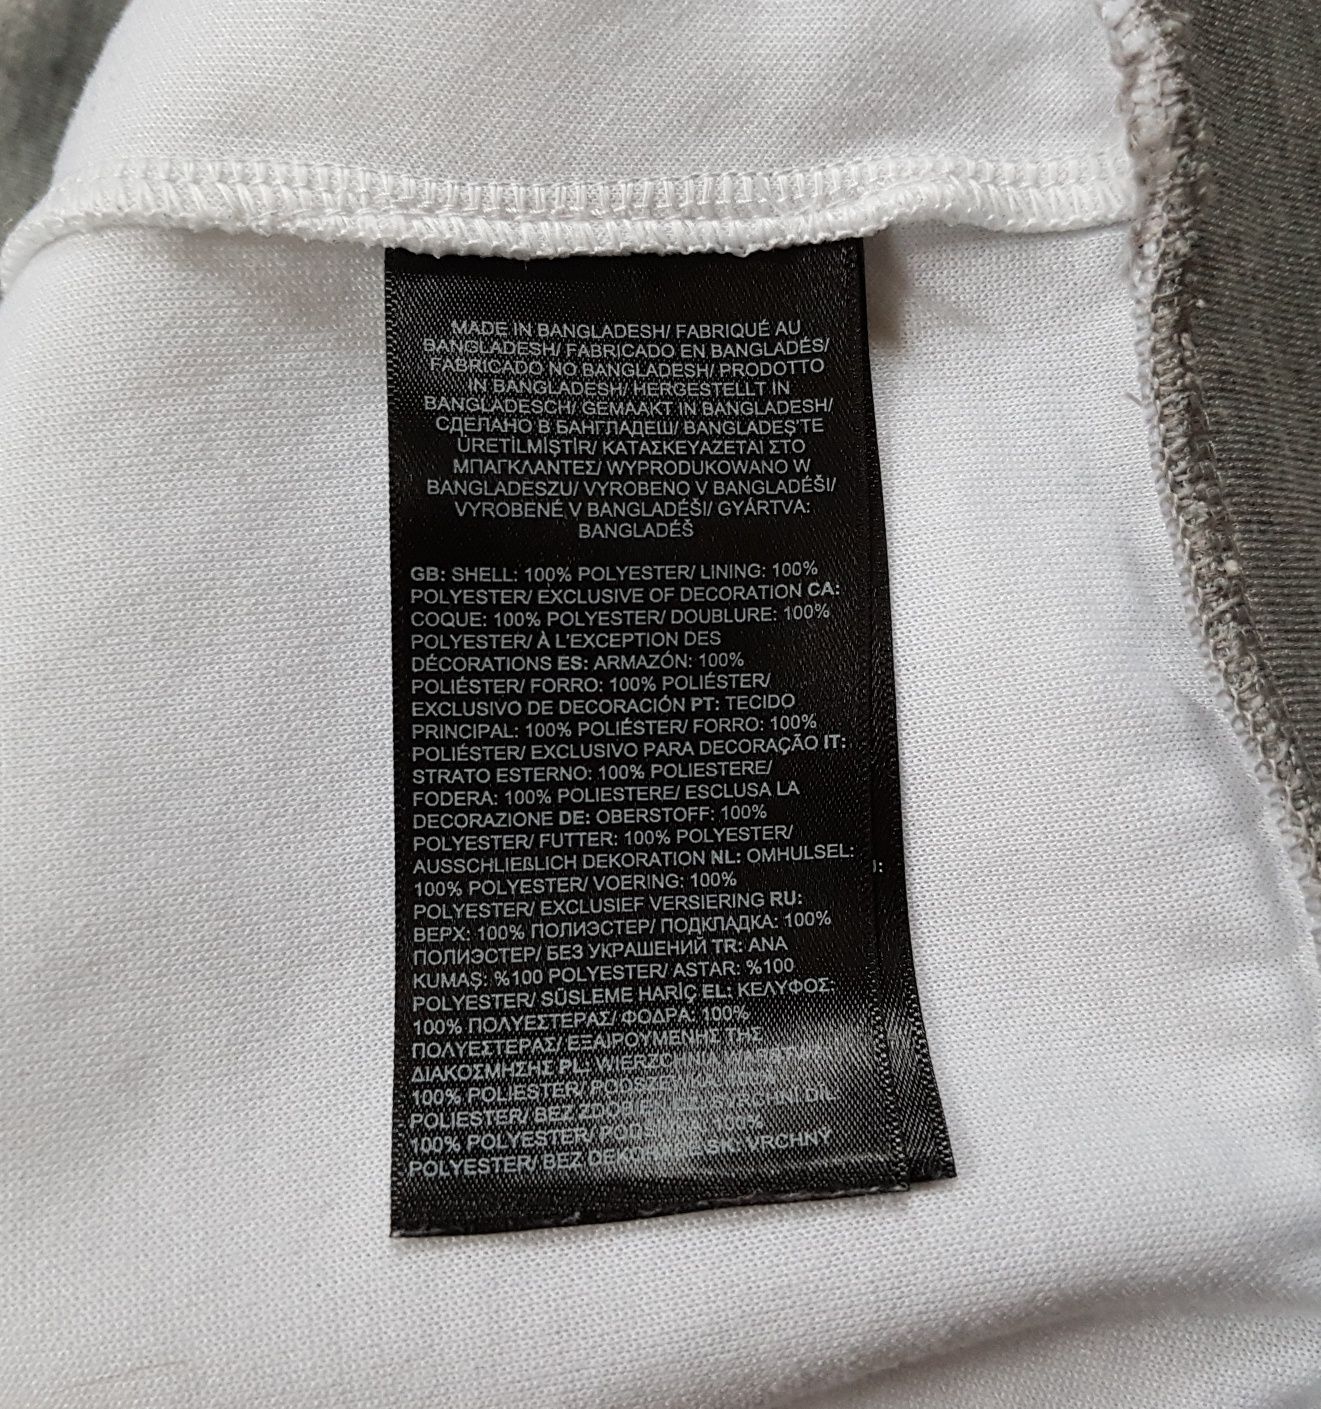 MADE IN BANGLADESH/ FABRIQUÉ AU
BANGLADESH/ FABRICADO EN BANGLADÉS/
FABRICADO NO BANGLADESH/ PRODOTTO
IN BANGLADESH/ HERGESTELLT IN
BANGLADESCH/ GEMAAKT IN BANGLADESH/
СДЕЛАНО В БАНГЛАДЕШ/ BANGLADEŞ'TE
ÜRETİLMİŞTİR/ ΚΑΤΑΣΚΕΥΑΖΕΤΑΙ ΣΤΟ
ΜΠΑΓΚΛΑΝΤΕΣ/ WYPRODUKOWANO W
BANGLADESZU/ VYROBENO V BANGLADÉŠI/
VYROBENÉ V BANGLADÉŠI/ GYÁRTVA:
BANGLADÉŠ
GB: SHELL: 100% POLYESTER/ LINING: 100%
POLYESTER/ EXCLUSIVE OF DECORATION CA:
COQUE: 100% POLYESTER/ DOUBLURE: 100%
POLYESTER/ À L'EXCEPTION DES
DÉCORATIONS ES: ARMAZÓN: 100%
POLIÉSTER/ FORRO: 100% POLIÉSTER/
EXCLUSIVO DE DECORACIÓN PT: TECIDO
PRINCIPAL: 100% POLIÉSTER/ FORRO: 100%
POLIÉSTER/ EXCLUSIVO PARA DECORAÇÃO IT:
STRATO ESTERNO: 100% POLIESTERE/
FODERA: 100% POLIESTERE/ ESCLUSA LA
DECORAZIONE DE: OBERSTOFF: 100%
POLYESTER/ FUTTER: 100% POLYESTER/
AUSSCHLIEßLICH DEKORATION NL: OMHULSEL:
100% POLYESTER/ VOERING: 100%
POLYESTER/ EXCLUSIEF VERSIERING RU:
ВЕРХ: 100% ПОЛИЭСТЕР/ ПОДКЛАДКА: 100%
ПОЛИЭСТЕР/ БЕЗ УКРАШЕНИЙ TR: ANA
KUMAŞ: %100 POLYESTER/ ASTAR: %100
POLYESTER/ SÜSLEME HARİÇ EL: ΚΕΛΥΦΟΣ:
100% ΠΟΛΥΕΣΤΕΡΑΣ/ ΦΟΔΡΑ: 100%
ΠΟΛΥΕΣΤΕΡΑΣ/ ΕΞΑΙΡΟΥΜΕΝΗΣ ΤΗΣ
ΔΙΑΚΟΣΜΗΣΗΣ PL:
100% POLIESTER/
POLIESTER/ BEZ DÍL:
100% POLYESTER/ 100%
POLYESTER/ BEZ SK: VRCHNÝ